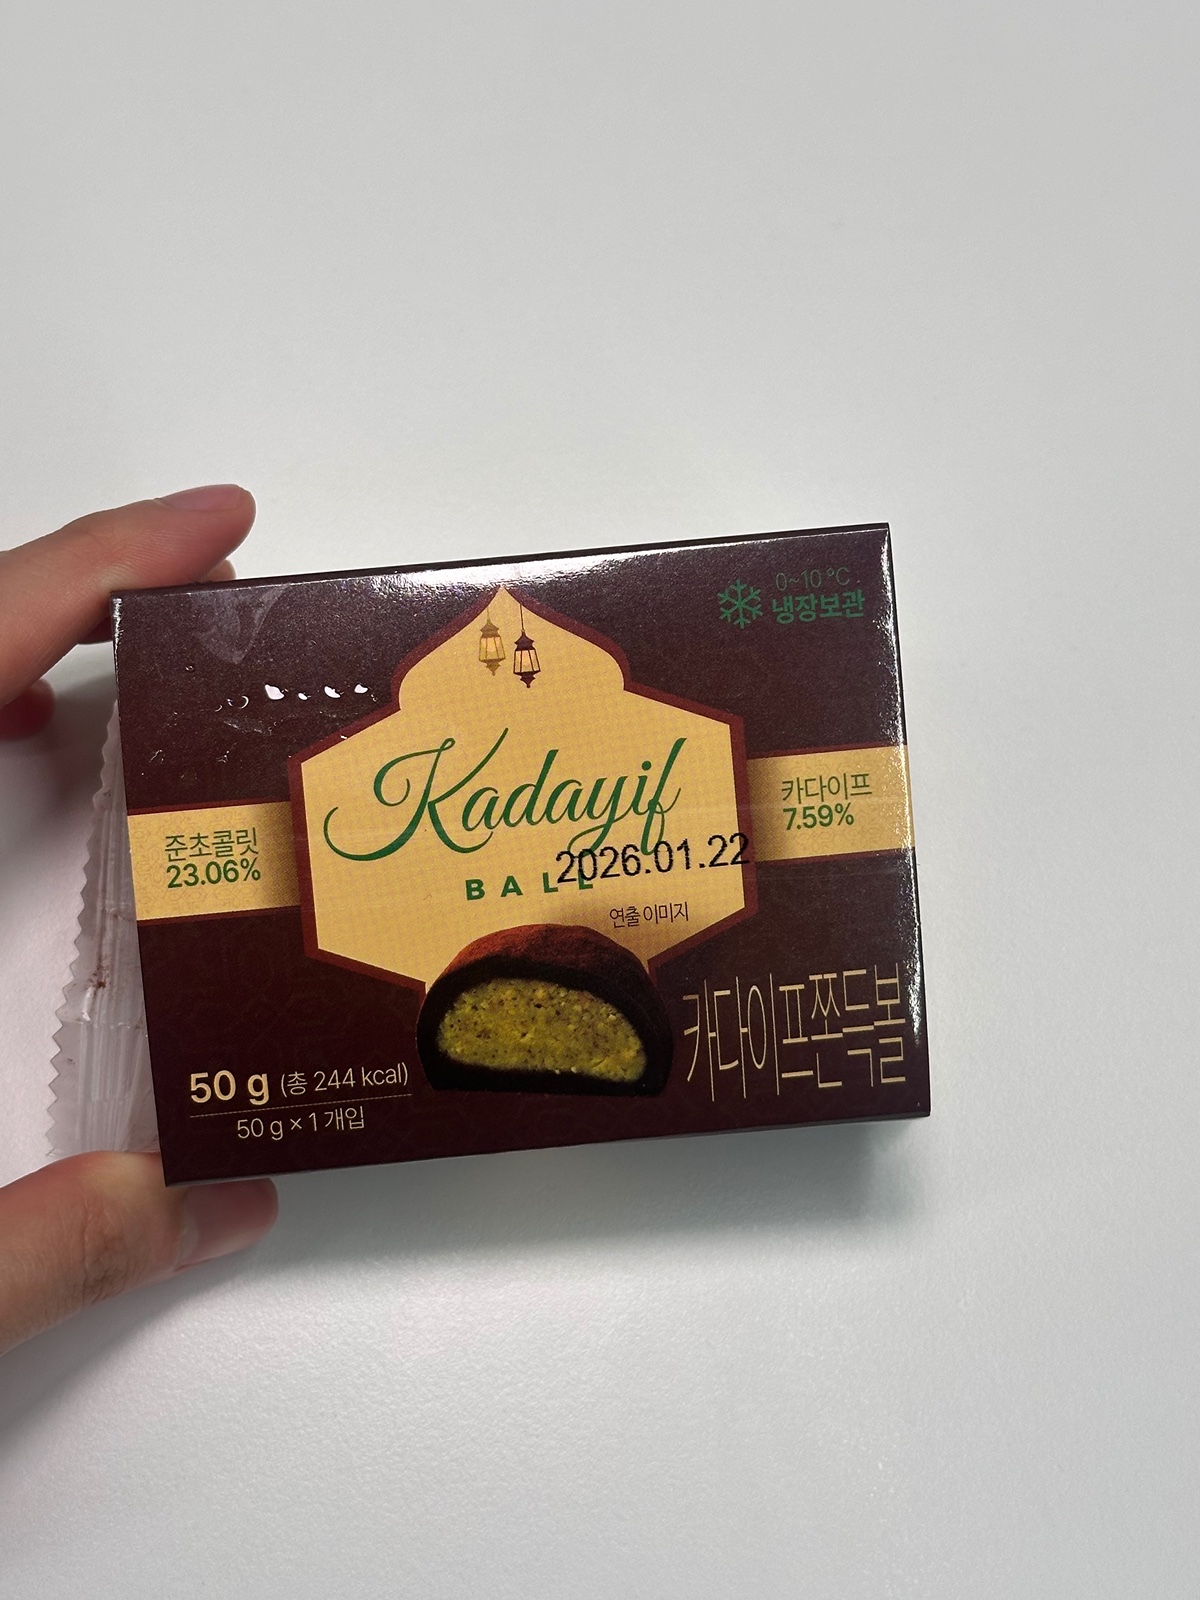 0~10 °C
냉장보관
Kadayif
BALL
2026.01.22
연출 이미지
준초콜릿
23.06%
카다이프
7.59%
카다이프쫀득볼
50 g (총 244 kcal)
50 g × 1 개입